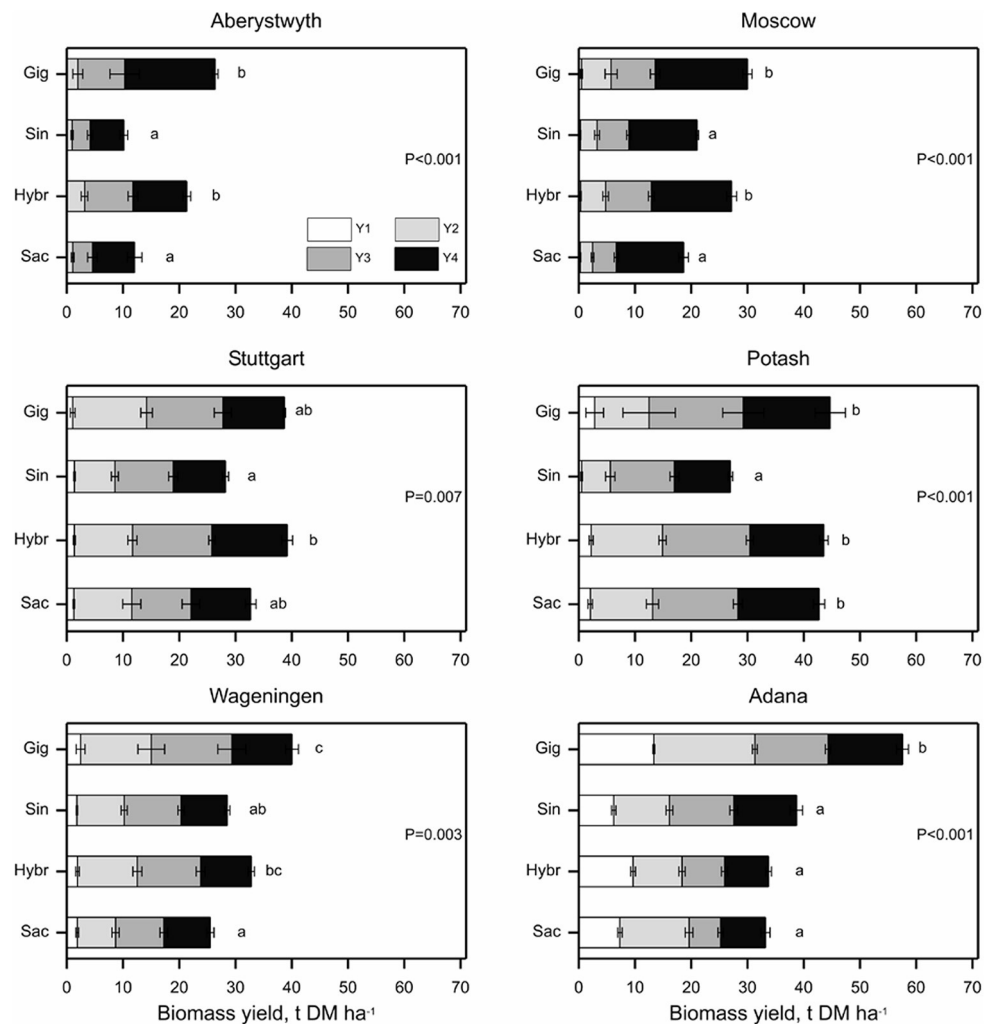 Aberystwyth
Gig
b
Sin
a
P<0.001
Hybr
b
Y1
Y2
Y3
Y4
Sac
a
0 10 20 30 40 50 60 70
Moscow
Gig
b
Sin
a
P<0.001
Hybr
b
Sac
a
0 10 20 30 40 50 60 70
Stuttgart
Gig
ab
Sin
a
P=0.007
Hybr
b
Sac
ab
0 10 20 30 40 50 60 70
Potash
Gig
b
Sin
a
P<0.001
Hybr
b
Sac
b
0 10 20 30 40 50 60 70
Wageningen
Gig
c
Sin
ab
P=0.003
Hybr
bc
Sac
a
0 10 20 30 40 50 60 70
Biomass yield, t DM ha⁻¹
Adana
Gig
b
Sin
a
P<0.001
Hybr
a
Sac
a
0 10 20 30 40 50 60 70
Biomass yield, t DM ha⁻¹